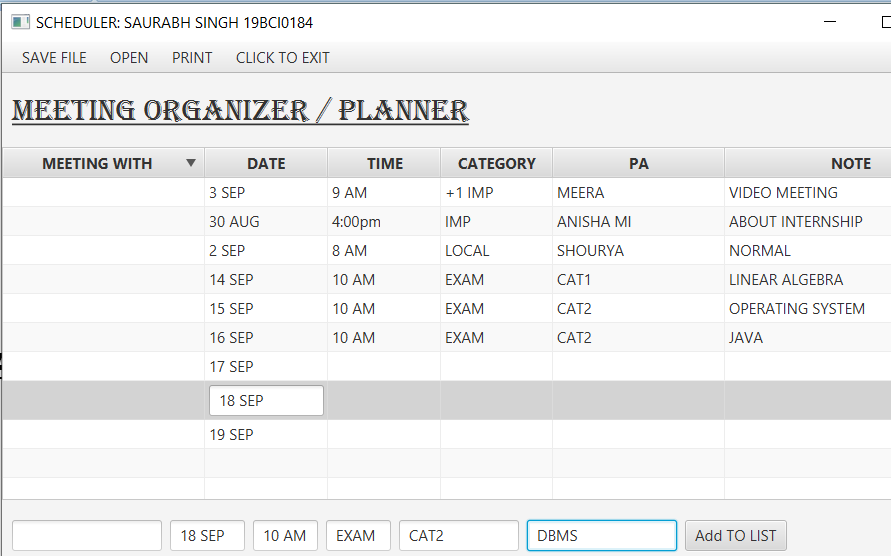 SCHEDULER: SAURABH SINGH 19BCI0184
SAVE FILE OPEN PRINT CLICK TO EXIT
MEETING ORGANIZER / PLANNER
MEETING WITH DATE TIME CATEGORY PA NOTE
3 SEP 9 AM +1 IMP MEERA VIDEO MEETING
30 AUG 4:00pm IMP ANISHA MI ABOUT INTERNSHIP
2 SEP 8 AM LOCAL SHOURYA NORMAL
14 SEP 10 AM EXAM CAT1 LINEAR ALGEBRA
15 SEP 10 AM EXAM CAT2 OPERATING SYSTEM
16 SEP 10 AM EXAM CAT2 JAVA
17 SEP
18 SEP
19 SEP
18 SEP 10 AM EXAM CAT2 DBMS Add TO LIST